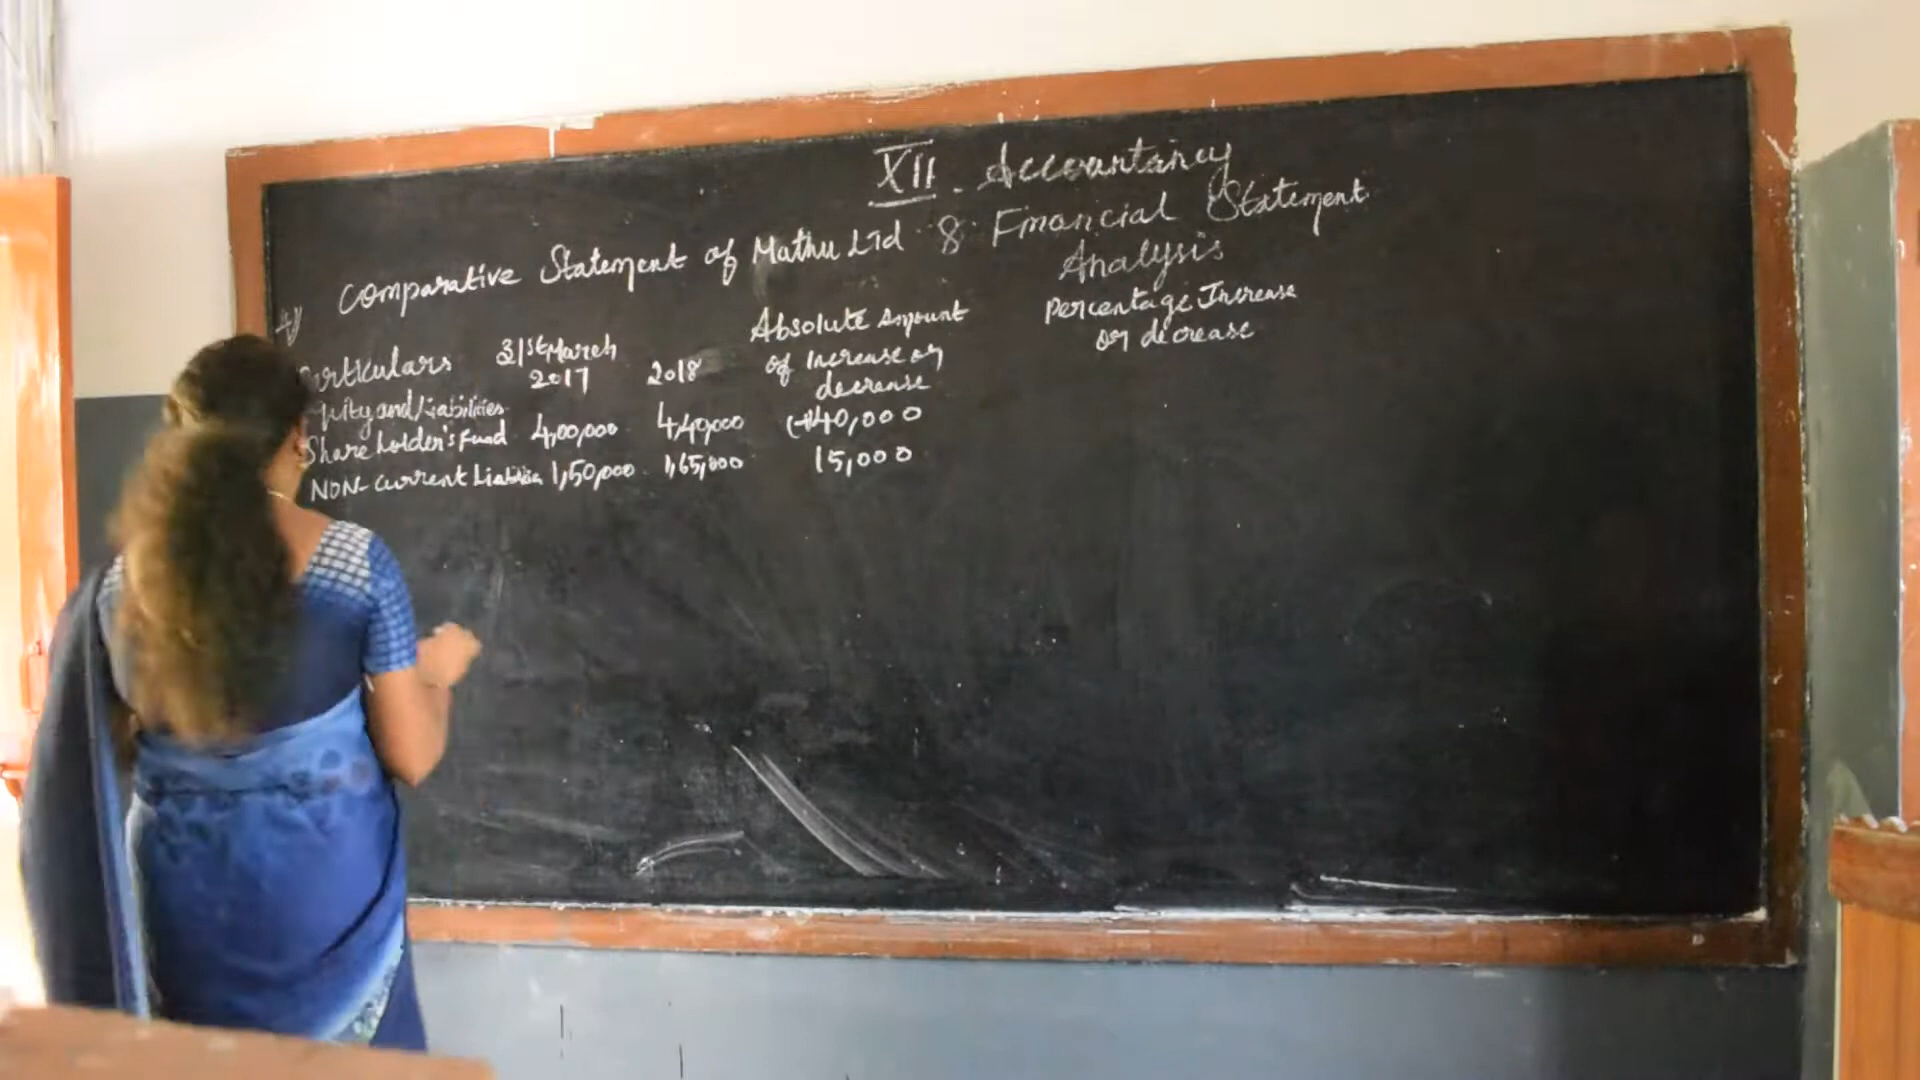 XII. Accountancy
8. Financial Statement
Analysis
4) Comparative Statement of Mathu Ltd
Particulars 31st March 2017 2018 Absolute Amount of Increase or decrease Percentage Increase or decrease
quity and Liabilities
Share holder's Fund 4,00,000 4,40,000 (+)40,000
NON-current Liabilities 1,50,000 1,65,000 15,000